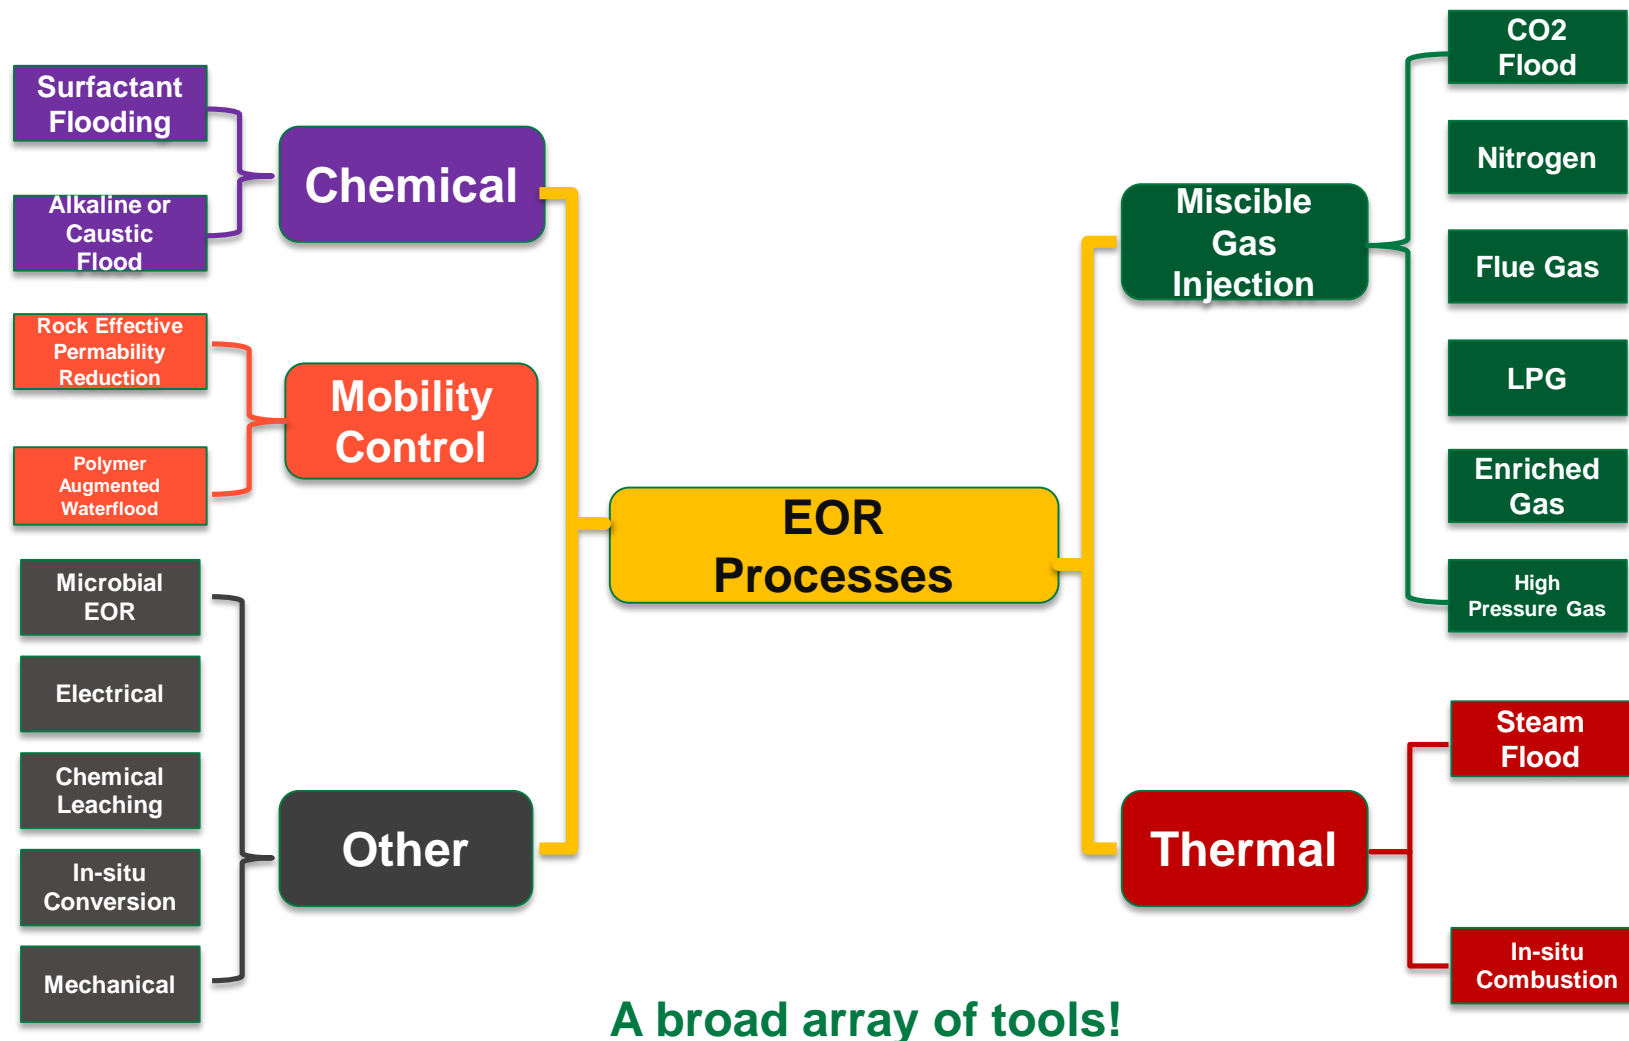 Surfactant
Flooding
Alkaline or
Caustic
Flood
Chemical
Rock Effective
Permability
Reduction
Polymer
Augmented
Waterflood
Mobility
Control
Microbial
EOR
Electrical
Chemical
Leaching
In-situ
Conversion
Mechanical
Other
EOR
Processes
Miscible
Gas
Injection
CO2
Flood
Nitrogen
Flue Gas
LPG
Enriched
Gas
High
Pressure Gas
Thermal
Steam
Flood
In-situ
Combustion
A broad array of tools!